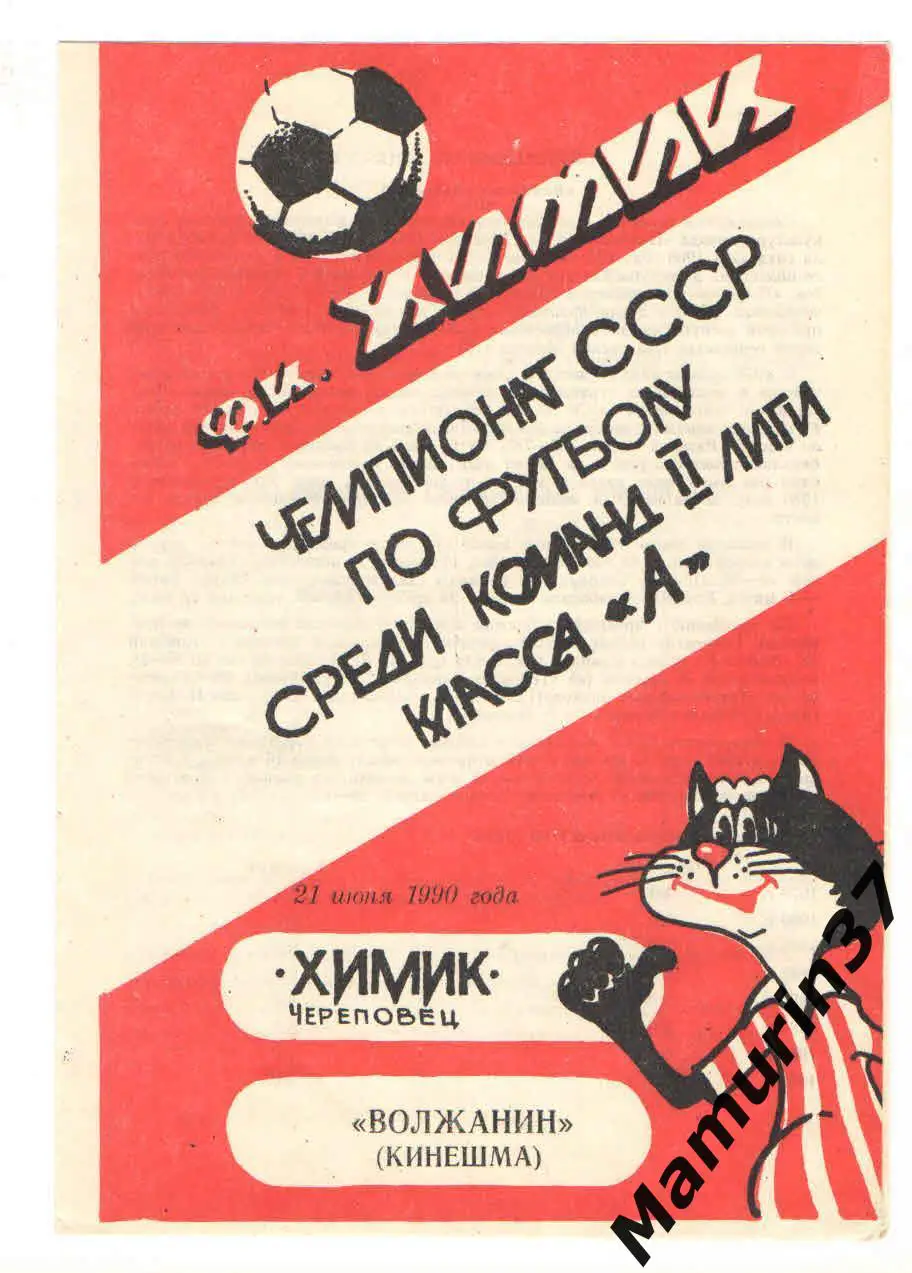 Ф.К. ХИМИК
ЧЕМПИОНАТ СССР
ПО ФУТБОЛУ
СРЕДИ КОМАНД II ЛИГИ
КЛАССА «А»
21 июня 1990 года
·ХИМИК·
ЧЕРЕПОВЕЦ
«ВОЛЖАНИН»
(КИНЕШМА)
Mamurin37